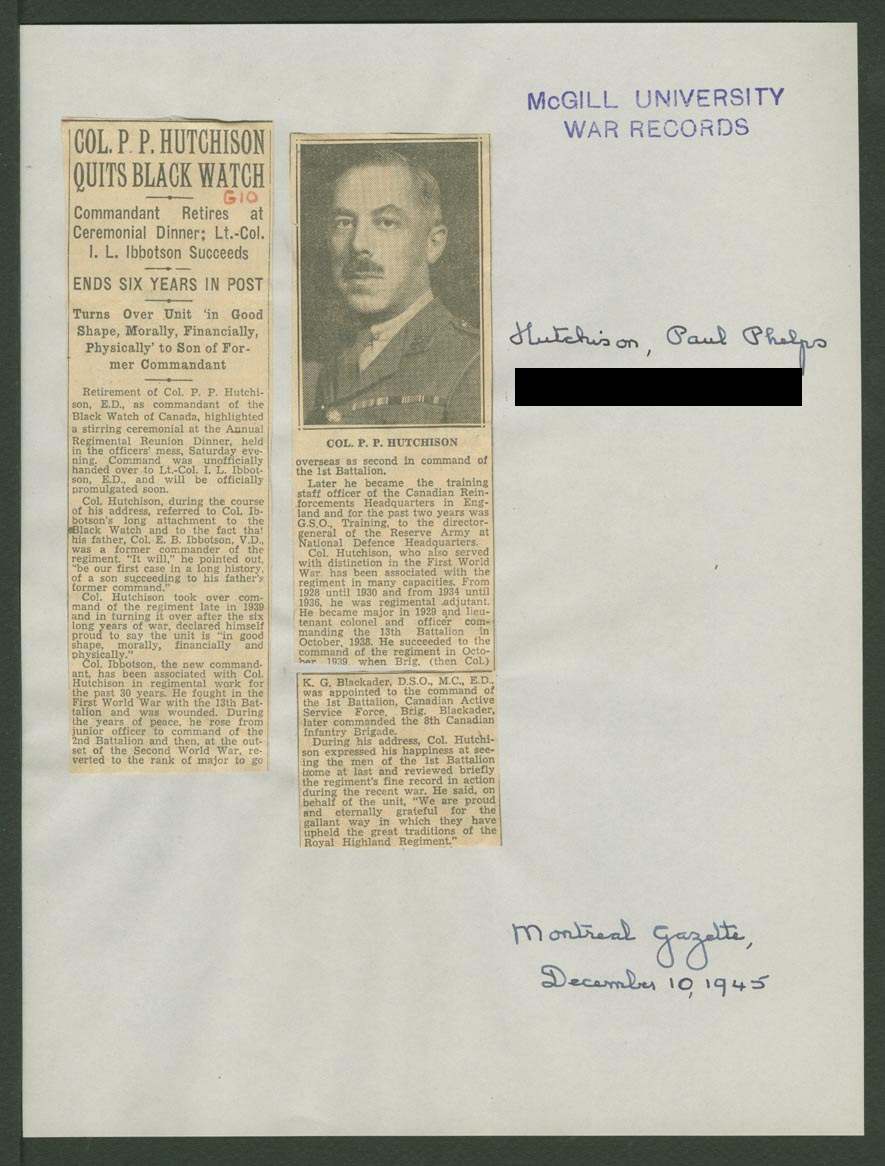 McGILL UNIVERSITY
WAR RECORDS
COL. P. P. HUTCHISON
QUITS BLACK WATCH
G10
Commandant Retires at
Ceremonial Dinner; Lt.-Col.
I. L. Ibbotson Succeeds
ENDS SIX YEARS IN POST
Turns Over Unit 'in Good
Shape, Morally, Financially,
Physically' to Son of For-
mer Commandant
Retirement of Col. P. P. Hutchi-
son, E.D., as commandant of the
Black Watch of Canada, highlighted
a stirring ceremonial at the Annual
Regimental Reunion Dinner, held
in the officers' mess, Saturday eve-
ning. Command was unofficially
handed over to Lt.-Col. I. L. Ibbot-
son, E.D., and will be officially
promulgated soon.
Col. Hutchison, during the course
of his address, referred to Col. Ib-
botson's long attachment to the
Black Watch and to the fact that
his father, Col. E. B. Ibbotson, V.D.,
was a former commander of the
regiment. "It will," he pointed out,
"be our first case in a long history,
of a son succeeding to his father's
former command."
Col. Hutchison took over com-
mand of the regiment late in 1939
and in turning it over after the six
long years of war, declared himself
proud to say the unit is "in good
shape, morally, financially and
physically."
Col. Ibbotson, the new command-
ant, has been associated with Col.
Hutchison in regimental work for
the past 30 years. He fought in the
First World War with the 13th Bat-
talion and was wounded. During
the years of peace, he rose from
junior officer to command of the
2nd Battalion and then, at the out-
set of the Second World War, re-
verted to the rank of major to go
COL. P. P. HUTCHISON
overseas as second in command of
the 1st Battalion.
Later he became the training
staff officer of the Canadian Rein-
forcements Headquarters in Eng-
land and for the past two years was
G.S.O., Training, to the director-
general of the Reserve Army at
National Defence Headquarters.
Col. Hutchison, who also served
with distinction in the First World
War, has been associated with the
regiment in many capacities. From
1928 until 1930 and from 1934 until
1936, he was regimental adjutant.
He became major in 1929 and lieu-
tenant colonel and officer com-
manding the 13th Battalion in
October, 1938. He succeeded to the
command of the regiment in Octo-
ber, 1939, when Brig. (then Col.)
K. G. Blackader, D.S.O., M.C., E.D.,
was appointed to the command of
the 1st Battalion, Canadian Active
Service Force. Brig. Blackader,
later commanded the 8th Canadian
Infantry Brigade.
During his address, Col. Hutchi-
son expressed his happiness at see-
ing the men of the 1st Battalion
home at last and reviewed briefly
the regiment's fine record in action
during the recent war. He said, on
behalf of the unit, "We are proud
and eternally grateful for the
gallant way in which they have
upheld the great traditions of the
Royal Highland Regiment."
Hutchison, Paul Phelps
Montreal Gazette,
December 10, 1945